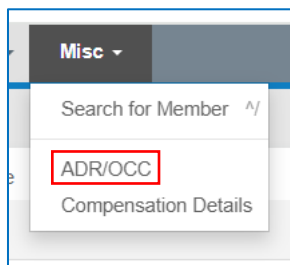 Misc
Search for Member ^/
ADR/OCC
e
Compensation Details